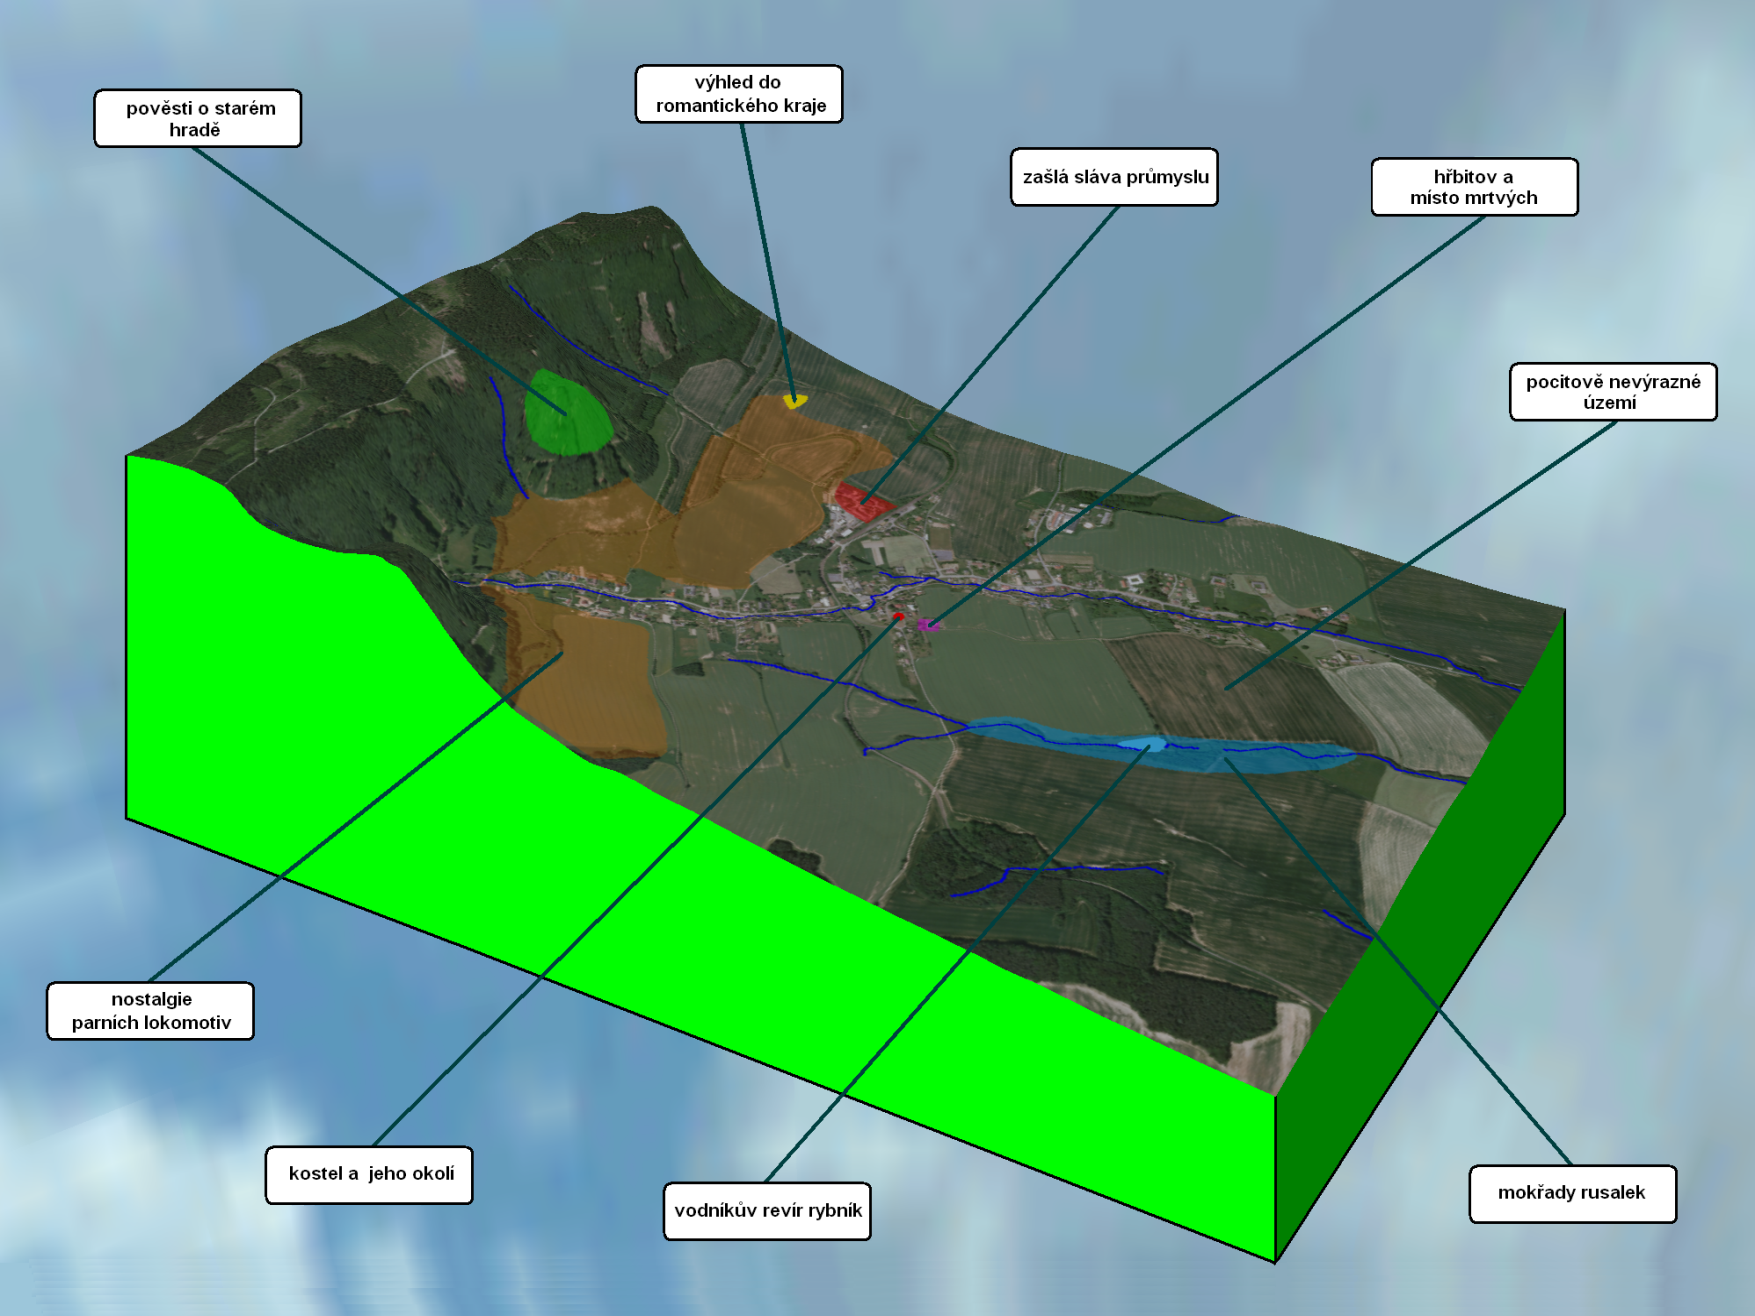 pověsti o starém
hradě
výhled do
romantického kraje
zašlá sláva průmyslu
hřbitov a
místo mrtvých
pocitově nevýrazné
území
nostalgie
parních lokomotiv
kostel a  jeho okolí
vodníkův revír rybník
mokřady rusalek